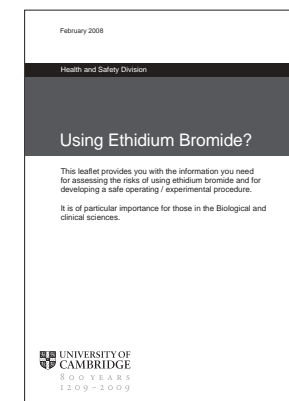 February 2008
Health and Safety Division
Using Ethidium Bromide?
This leaflet provides you with the information you need
for assessing the risks of using ethidium bromide and for
developing a safe operating / experimental procedure.
It is of particular importance for those in the Biological and
clinical sciences.
UNIVERSITY OF
CAMBRIDGE
800 YEARS
1209–2009